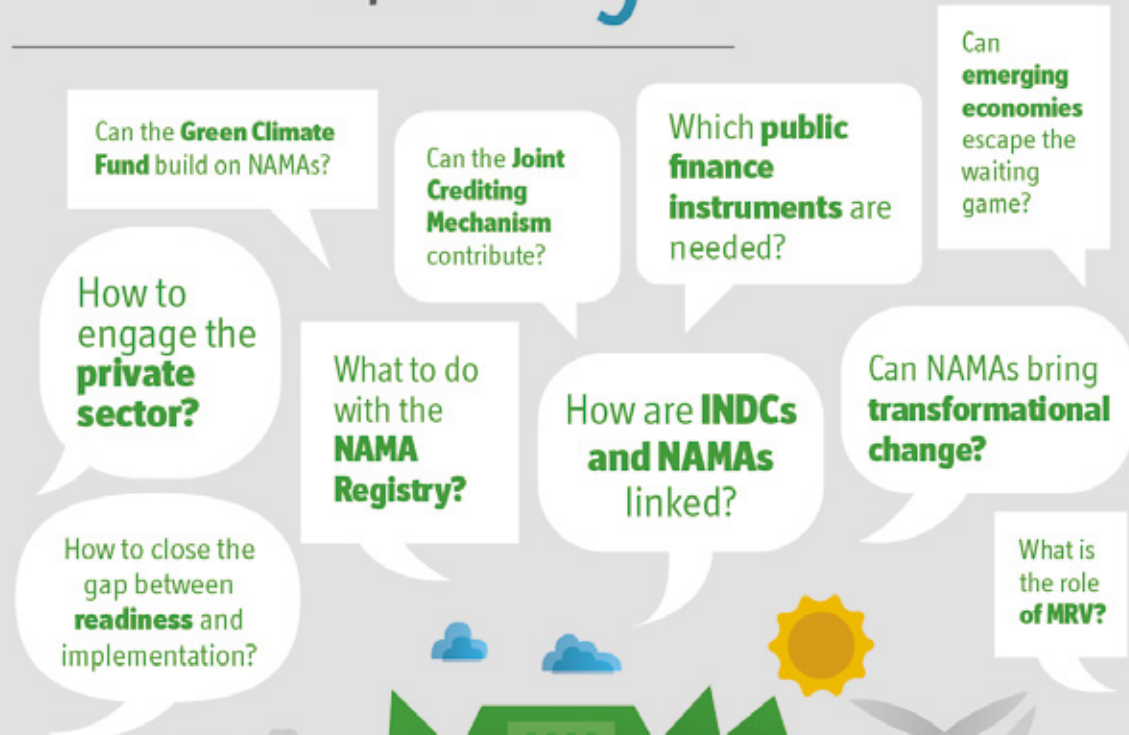 Can the Green Climate
Fund build on NAMAs?
Can the Joint
Crediting
Mechanism
contribute?
Which public
finance
instruments are
needed?
Can
emerging
economies
escape the
waiting
game?
How to
engage the
private
sector?
What to do
with the
NAMA
Registry?
How are INDCs
and NAMAs
linked?
Can NAMAs bring
transformational
change?
How to close the
gap between
readiness and
implementation?
What is
the role
of MRV?